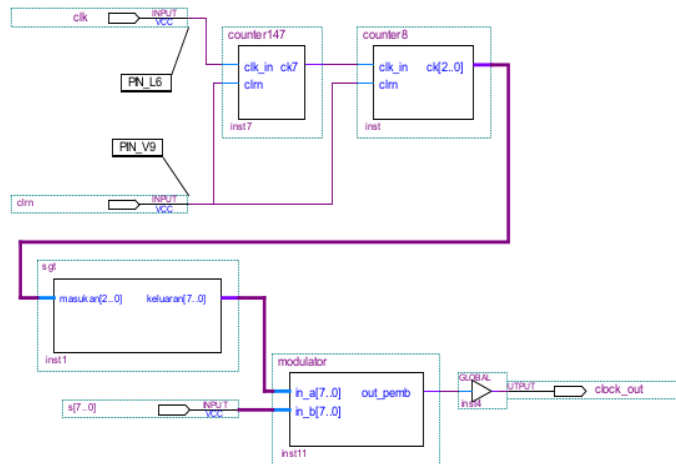 clk
INPUT
VCC
PIN_L6
counter147
clk_in ck7
clrn
inst7
counter8
clk_in ck[2..0]
clrn
inst
PIN_V9
clrn
INPUT
VCC
sgt
masukan[2..0] keluaran[7..0]
inst1
modulator
in_a[7..0] out_pemb
in_b[7..0]
inst11
s[7..0]
INPUT
VCC
GLOBAL
inst4
UTPUT
clock_out